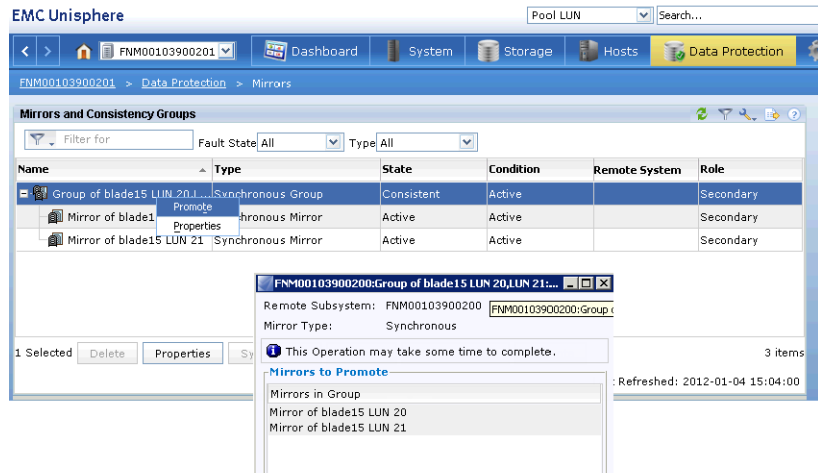 EMC Unisphere
Pool LUN Search...
FNM00103900201 Dashboard System Storage Hosts Data Protection
FNM00103900201 > Data Protection > Mirrors
Mirrors and Consistency Groups
Filter for Fault State All Type All
Name Type State Condition Remote System Role
Group of blade15 LUN 20,L... Synchronous Group Consistent Active Secondary
Promote
Mirror of blade1 hronous Mirror Active Active Secondary
Properties
Mirror of blade15 LUN 21 Synchronous Mirror Active Active Secondary
FNM00103900200:Group of blade15 LUN 20,LUN 21:...
Remote Subsystem: FNM00103900200 FNM00103900200:Group
Mirror Type: Synchronous
1 Selected Delete Properties Sy This Operation may take some time to complete. 3 items
Mirrors to Promote
: Refreshed: 2012-01-04 15:04:00
Mirrors in Group
Mirror of blade15 LUN 20
Mirror of blade15 LUN 21